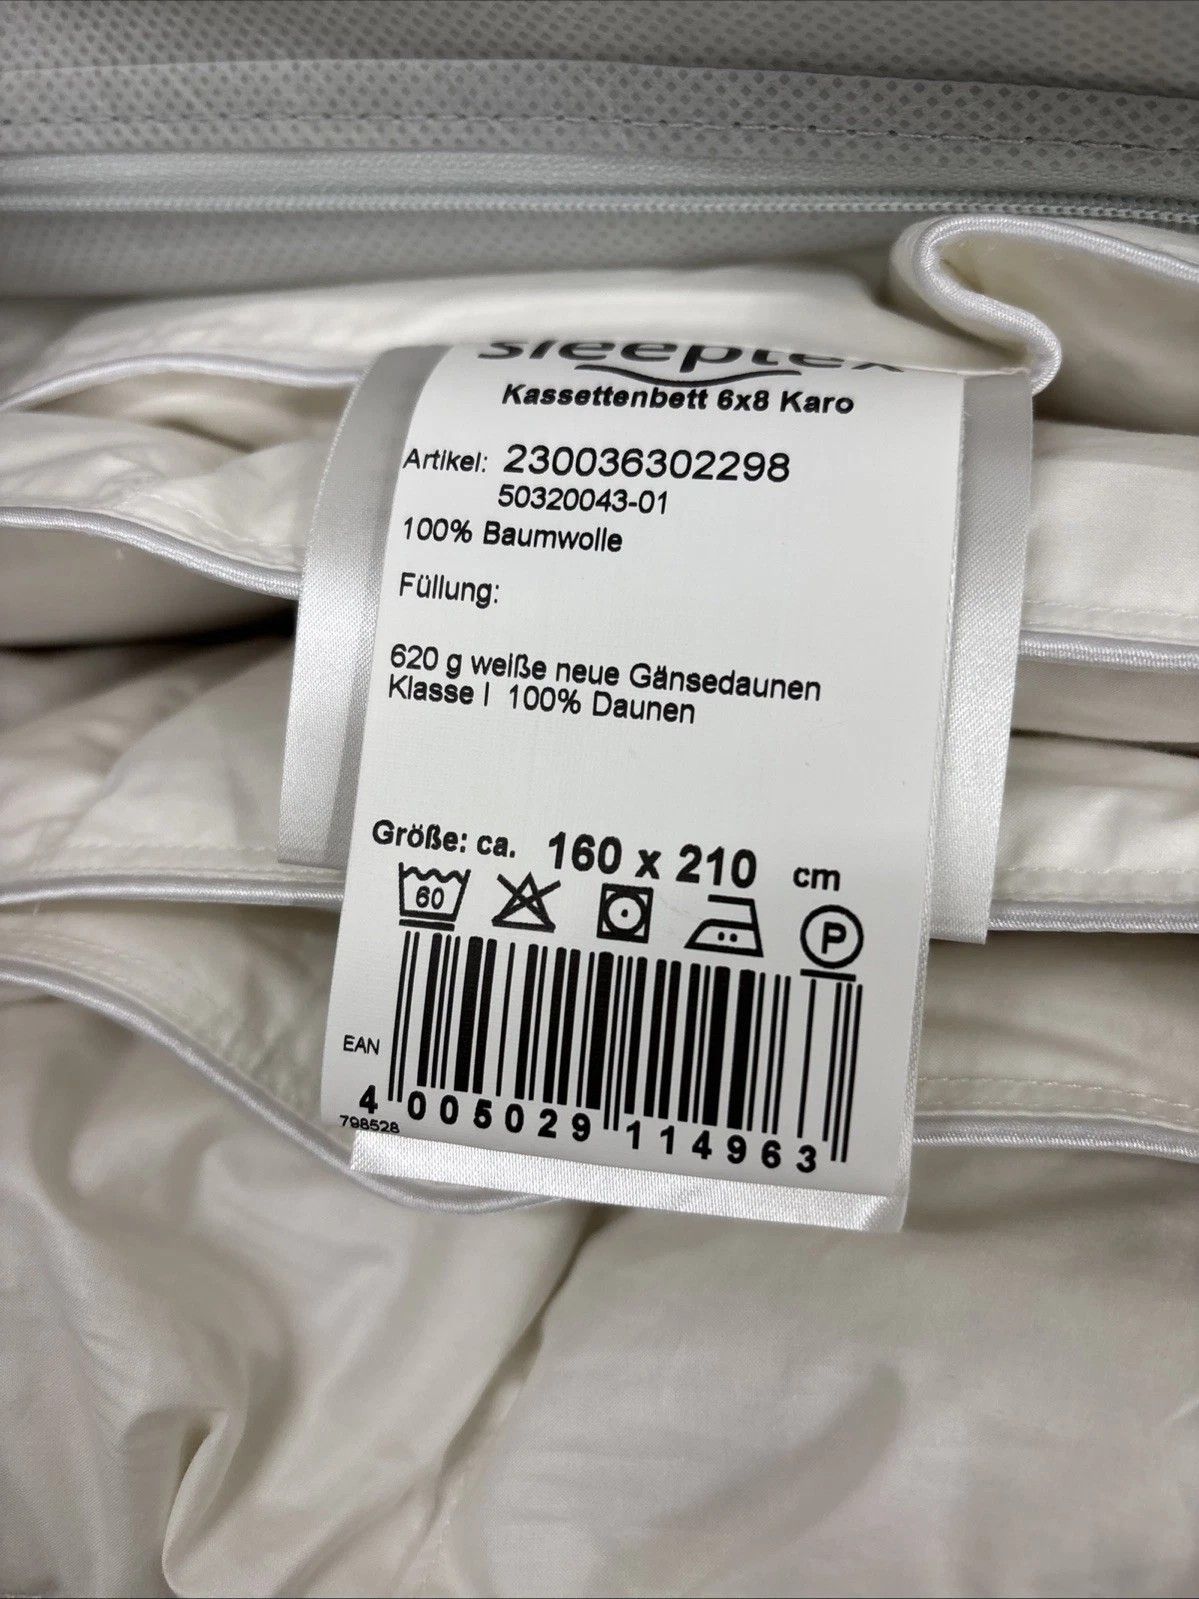 sleeptex
Kassettenbett 6x8 Karo
Artikel: 230036302298
50320043-01
100% Baumwolle
Füllung:
620 g weiße neue Gänsedaunen
Klasse I 100% Daunen
Größe: ca. 160 x 210 cm
60
P
EAN
4 005029 114963
798528